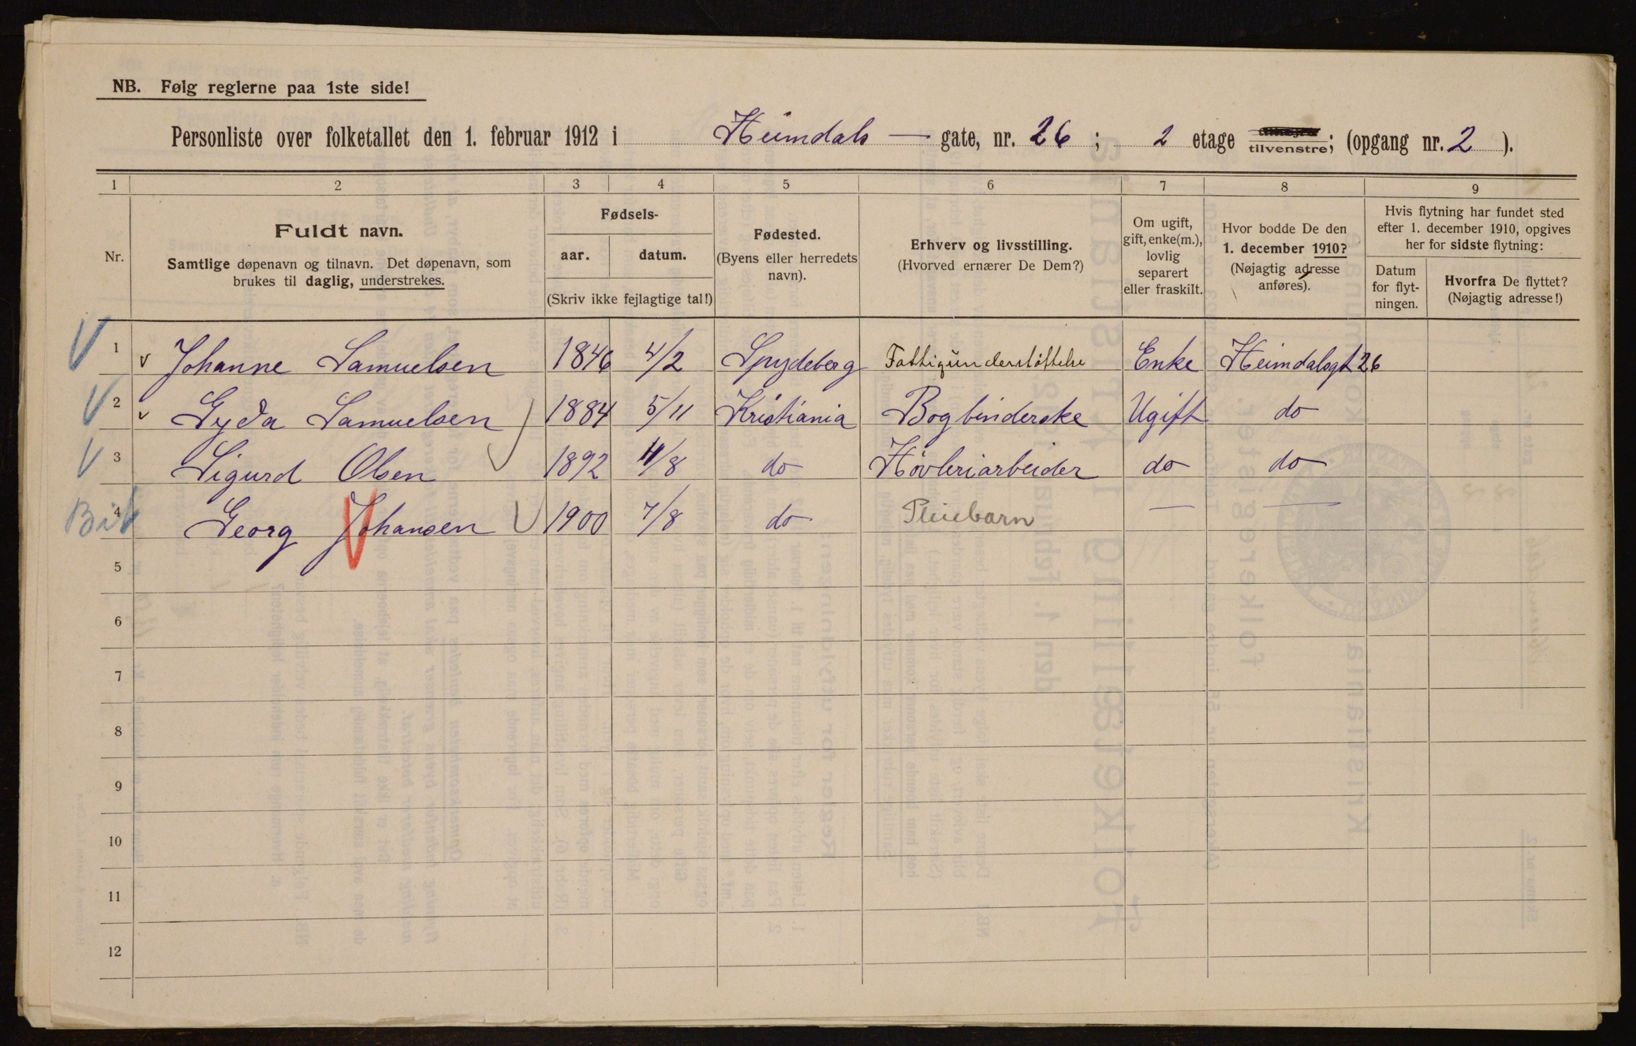 NB. Følg reglerne paa 1ste side!
Personliste over folketallet den 1. februar 1912 i Heimdals — gate, nr. 26 ; 2 etage tilvenstre; (opgang nr. 2 ).
1 2 3 4 5 6 7 8 9
Nr.
Fuldt navn.
Samtlige døpenavn og tilnavn. Det døpenavn, som
brukes til daglig, understrekes.
Fødsels-
aar. datum.
(Skriv ikke fejlagtige tal!)
Fødested.
(Byens eller herredets
navn).
Erhverv og livsstilling.
(Hvorved ernærer De Dem?)
Om ugift,
gift, enke(m.),
lovlig
separert
eller fraskilt.
Hvor bodde De den
1. december 1910?
(Nøjagtig adresse
anføres).
Hvis flytning har fundet sted
efter 1. december 1910, opgives
her for sidste flytning:
Datum
for flyt-
ningen.
Hvorfra De flyttet?
(Nøjagtig adresse!)
V 1 v Johanne Samuelsen 1846 4/2 Spydeberg Fattigunderstøttelse Enke Heimdalsgt 26
V 2 v Gyda Samuelsen 1884 5/11 Kristiania Bogbinderske Ugift do
V 3 Sigurd Olsen 1892 11/8 do Høvleriarbeider do do
4 Georg Johansen 1900 7/8 do Pleiebarn — —
5
6
7
8
9
10
11
12